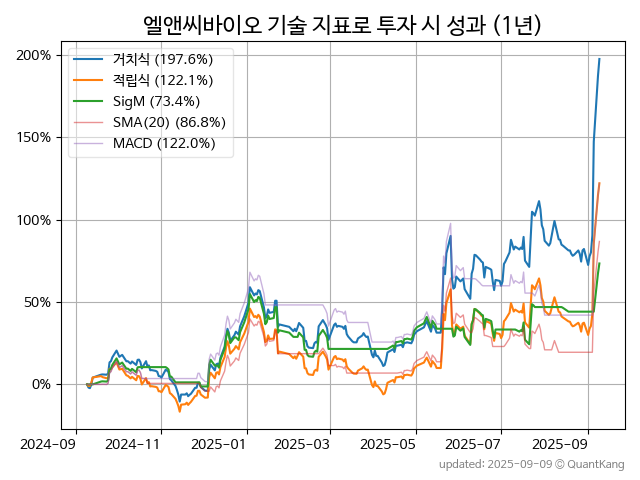 엘앤씨바이오 기술 지표로 투자 시 성과 (1년)
거치식 (197.6%)
적립식 (122.1%)
SigM (73.4%)
SMA(20) (86.8%)
MACD (122.0%)
200%
150%
100%
50%
0%
2024-09 2024-11 2025-01 2025-03 2025-05 2025-07 2025-09
updated: 2025-09-09 © QuantKang